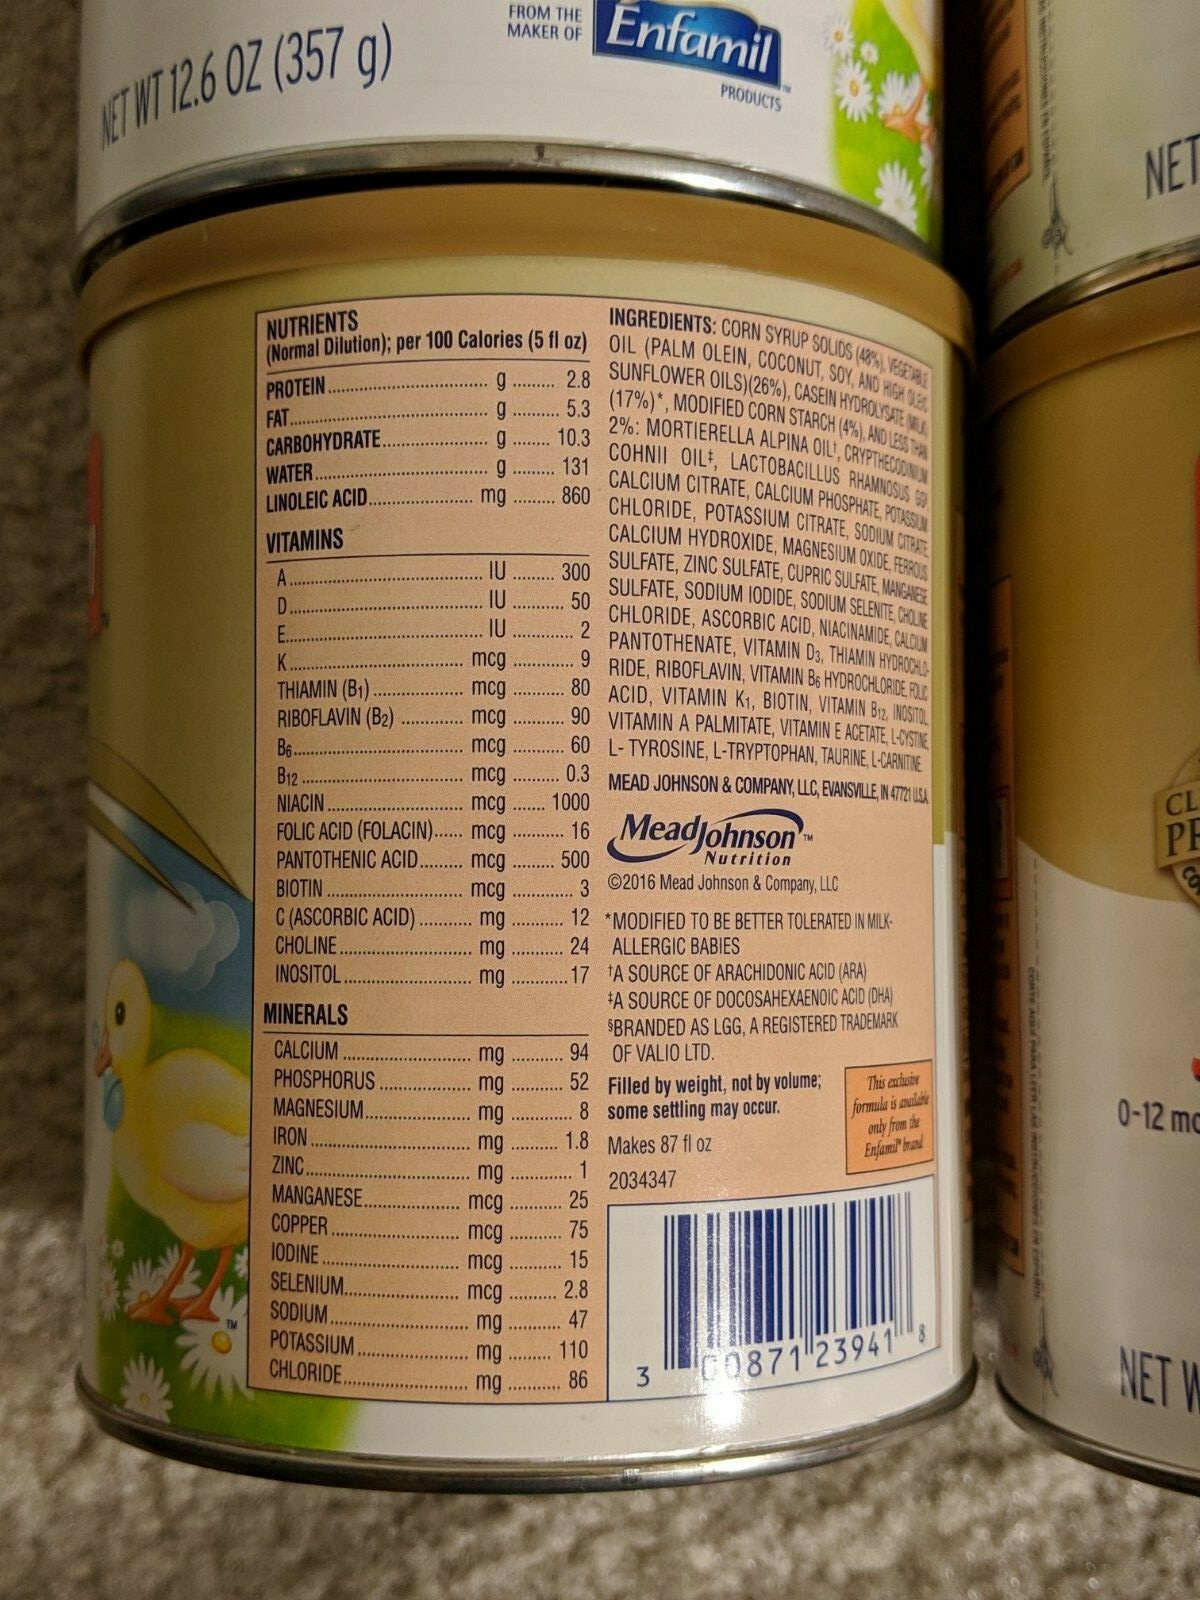 NET WT 12.6 OZ (357 g)
FROM THE
MAKER OF
Enfamil™
PRODUCTS
NUTRIENTS
(Normal Dilution); per 100 Calories (5 fl oz)
PROTEIN g 2.8
FAT g 5.3
CARBOHYDRATE g 10.3
WATER g 131
LINOLEIC ACID mg 860
VITAMINS
A IU 300
D IU 50
E IU 2
K mcg 9
THIAMIN (B1) mcg 80
RIBOFLAVIN (B2) mcg 90
B6 mcg 60
B12 mcg 0.3
NIACIN mcg 1000
FOLIC ACID (FOLACIN) mcg 16
PANTOTHENIC ACID mcg 500
BIOTIN mcg 3
C (ASCORBIC ACID) mg 12
CHOLINE mg 24
INOSITOL mg 17
MINERALS
CALCIUM mg 94
PHOSPHORUS mg 52
MAGNESIUM mg 8
IRON mg 1.8
ZINC mg 1
MANGANESE mcg 25
COPPER mcg 75
IODINE mcg 15
SELENIUM mcg 2.8
SODIUM mg 47
POTASSIUM mg 110
CHLORIDE mg 86
INGREDIENTS: CORN SYRUP SOLIDS (48%), VEGETABLE
OIL (PALM OLEIN, COCONUT, SOY, AND HIGH OLEIC
SUNFLOWER OILS)(26%), CASEIN HYDROLYSATE (MILK)
(17%)*, MODIFIED CORN STARCH (4%), AND LESS THAN
2%: MORTIERELLA ALPINA OIL†, CRYPTHECODINIUM
COHNII OIL‡, LACTOBACILLUS RHAMNOSUS GG§,
CALCIUM CITRATE, CALCIUM PHOSPHATE, POTASSIUM
CHLORIDE, POTASSIUM CITRATE, SODIUM CITRATE,
CALCIUM HYDROXIDE, MAGNESIUM OXIDE, FERROUS
SULFATE, ZINC SULFATE, CUPRIC SULFATE, MANGANESE
SULFATE, SODIUM IODIDE, SODIUM SELENITE, CHOLINE
CHLORIDE, ASCORBIC ACID, NIACINAMIDE, CALCIUM
PANTOTHENATE, VITAMIN D3, THIAMIN HYDROCHLO-
RIDE, RIBOFLAVIN, VITAMIN B6 HYDROCHLORIDE, FOLIC
ACID, VITAMIN K1, BIOTIN, VITAMIN B12, INOSITOL,
VITAMIN A PALMITATE, VITAMIN E ACETATE, L-CYSTINE,
L- TYROSINE, L-TRYPTOPHAN, TAURINE, L-CARNITINE.
MEAD JOHNSON & COMPANY, LLC, EVANSVILLE, IN 47721 U.S.A.
MeadJohnson™
Nutrition
©2016 Mead Johnson & Company, LLC
*MODIFIED TO BE BETTER TOLERATED IN MILK-
ALLERGIC BABIES
†A SOURCE OF ARACHIDONIC ACID (ARA)
‡A SOURCE OF DOCOSAHEXAENOIC ACID (DHA)
§BRANDED AS LGG, A REGISTERED TRADEMARK
OF VALIO LTD.
Filled by weight, not by volume;
some settling may occur.
Makes 87 fl oz
2034347
This exclusive
formula is available
only from the
Enfamil® brand
3 00871 23941 8
TM
NET
CL
0-12 mo
NET W